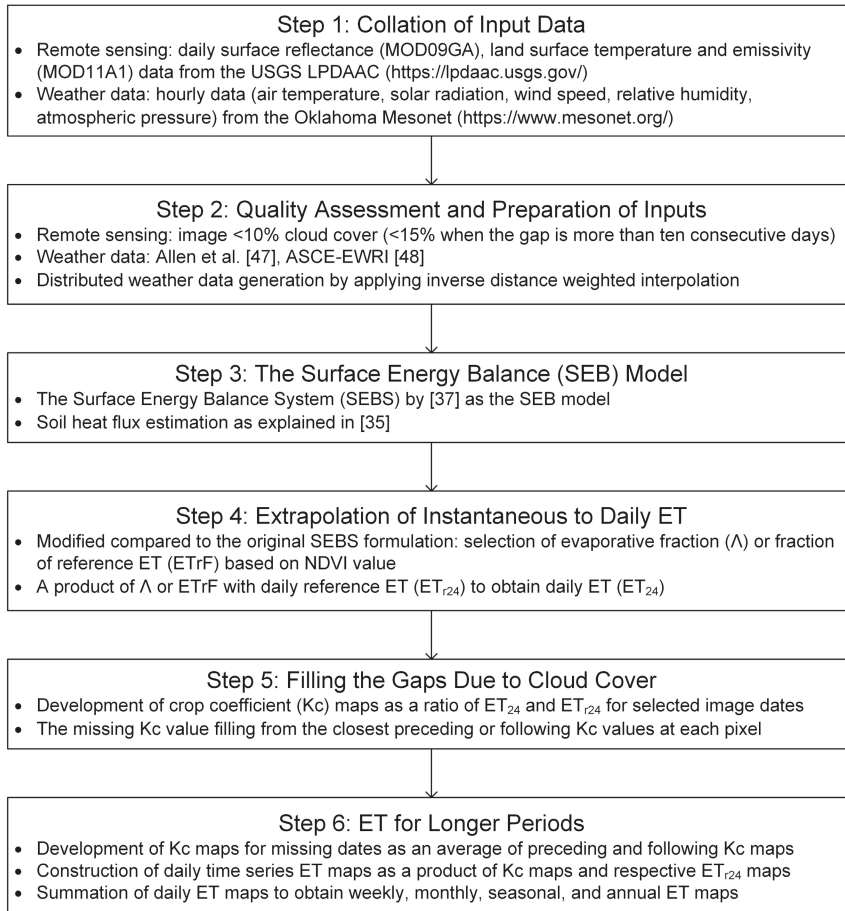 Step 1: Collation of Input Data
• Remote sensing: daily surface reflectance (MOD09GA), land surface temperature and emissivity
(MOD11A1) data from the USGS LPDAAC (https://lpdaac.usgs.gov/)
• Weather data: hourly data (air temperature, solar radiation, wind speed, relative humidity,
atmospheric pressure) from the Oklahoma Mesonet (https://www.mesonet.org/)
Step 2: Quality Assessment and Preparation of Inputs
• Remote sensing: image <10% cloud cover (<15% when the gap is more than ten consecutive days)
• Weather data: Allen et al. [47], ASCE-EWRI [48]
• Distributed weather data generation by applying inverse distance weighted interpolation
Step 3: The Surface Energy Balance (SEB) Model
• The Surface Energy Balance System (SEBS) by [37] as the SEB model
• Soil heat flux estimation as explained in [35]
Step 4: Extrapolation of Instantaneous to Daily ET
• Modified compared to the original SEBS formulation: selection of evaporative fraction (Λ) or fraction
of reference ET (ETrF) based on NDVI value
• A product of Λ or ETrF with daily reference ET (ETr24) to obtain daily ET (ET24)
Step 5: Filling the Gaps Due to Cloud Cover
• Development of crop coefficient (Kc) maps as a ratio of ET24 and ETr24 for selected image dates
• The missing Kc value filling from the closest preceding or following Kc values at each pixel
Step 6: ET for Longer Periods
• Development of Kc maps for missing dates as an average of preceding and following Kc maps
• Construction of daily time series ET maps as a product of Kc maps and respective ETr24 maps
• Summation of daily ET maps to obtain weekly, monthly, seasonal, and annual ET maps